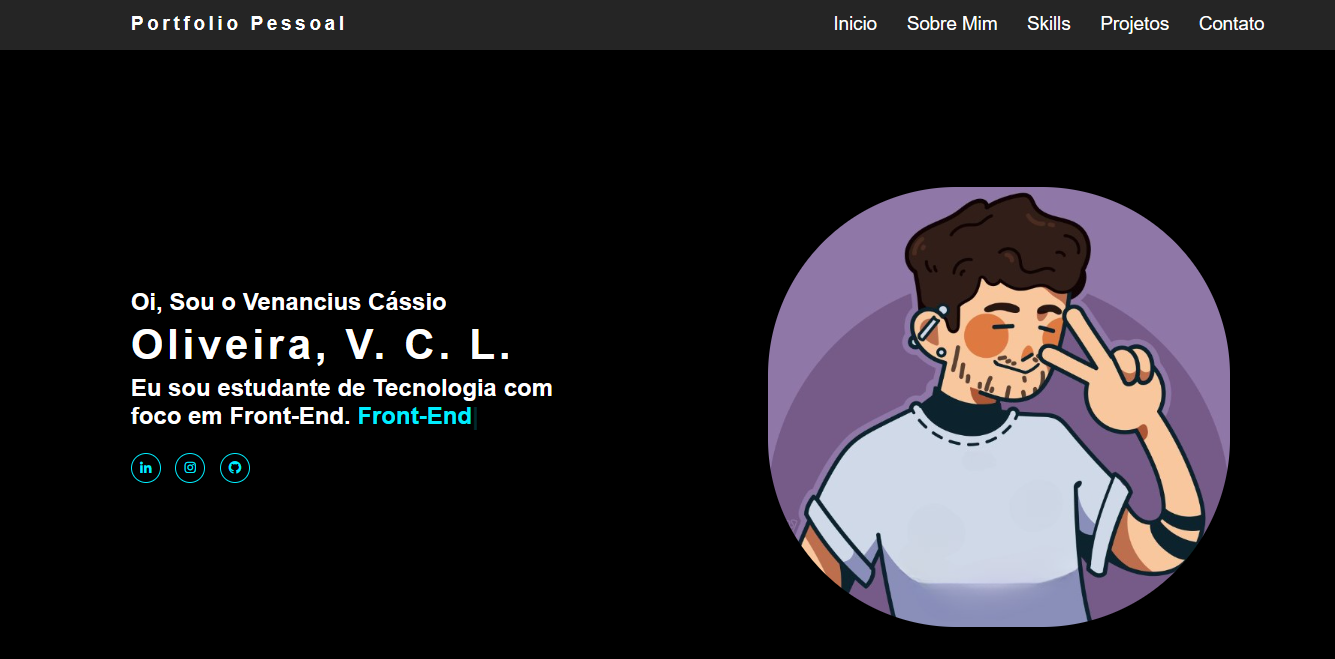 Portfolio Pessoal
Inicio Sobre Mim Skills Projetos Contato
Oi, Sou o Venancius Cássio
Oliveira, V. C. L.
Eu sou estudante de Tecnologia com
foco em Front-End. Front-End
in